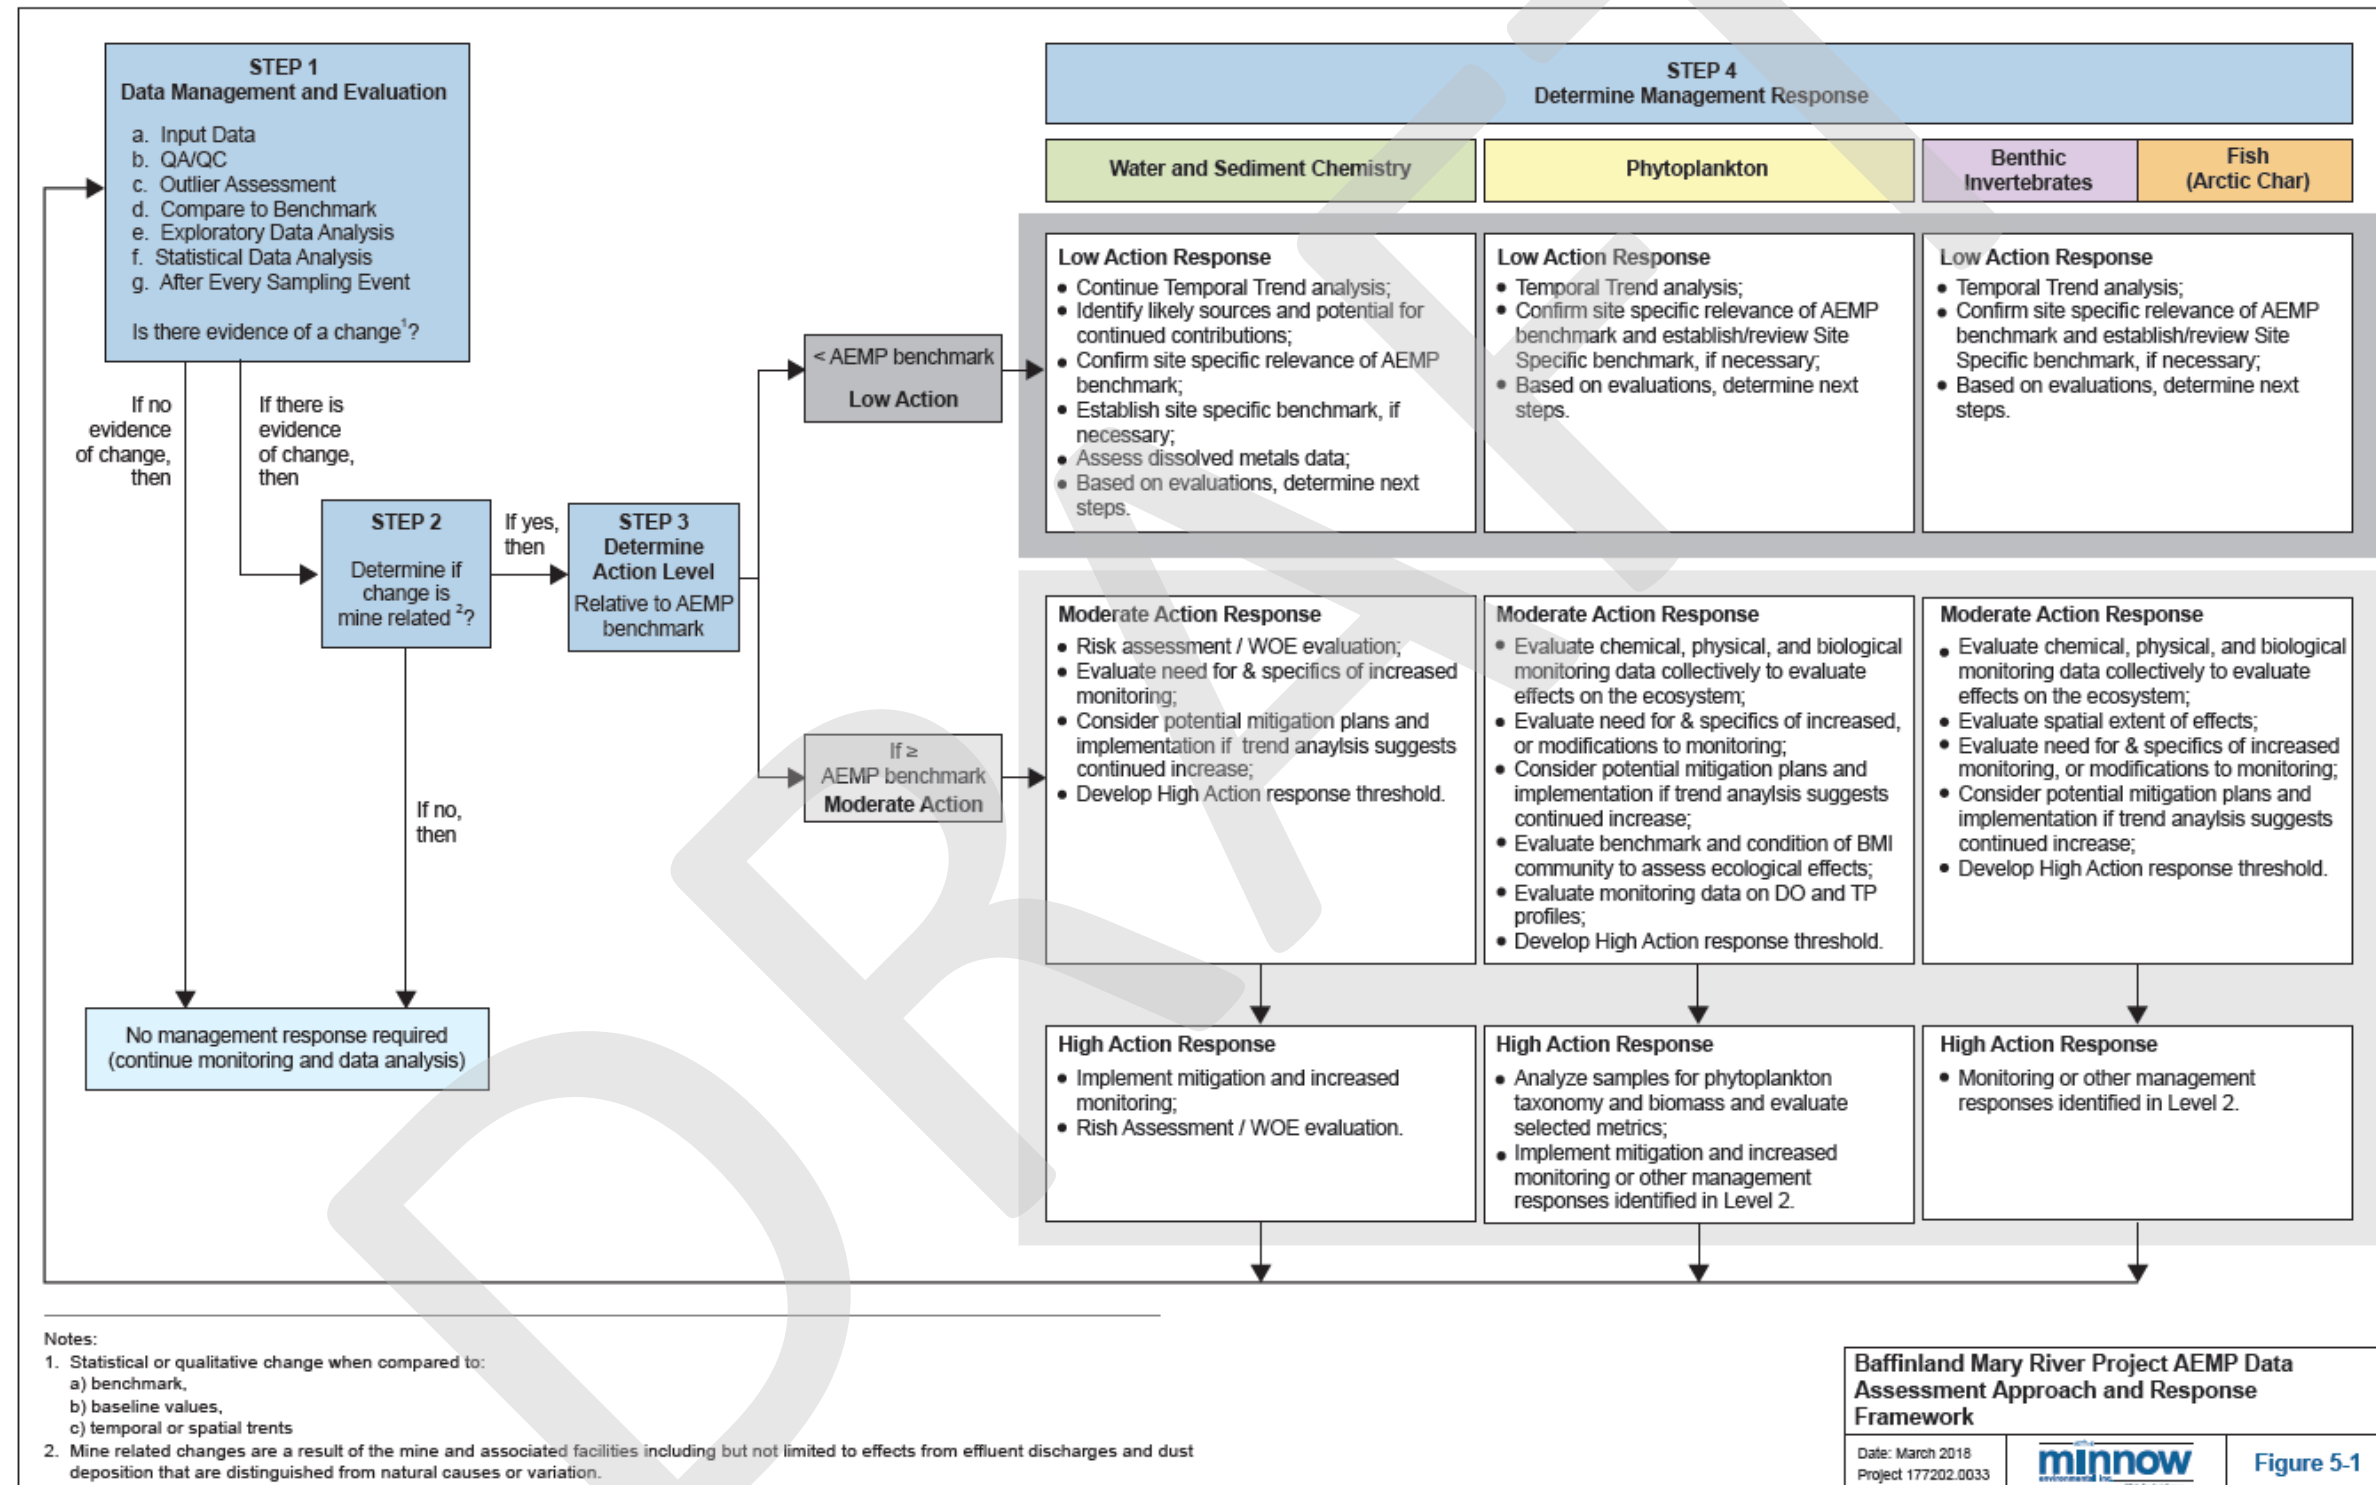 STEP 1
Data Management and Evaluation
a. Input Data
b. QA/QC
c. Outlier Assessment
d. Compare to Benchmark
e. Exploratory Data Analysis
f. Statistical Data Analysis
g. After Every Sampling Event
Is there evidence of a change1?
If no
evidence
of change,
then
If there is
evidence
of change,
then
STEP 2
Determine if
change is
mine related 2?
If yes,
then
STEP 3
Determine
Action Level
Relative to AEMP
benchmark
If no,
then
No management response required
(continue monitoring and data analysis)
< AEMP benchmark
Low Action
If ≥
AEMP benchmark
Moderate Action
STEP 4
Determine Management Response
Water and Sediment Chemistry
Phytoplankton
Benthic
Invertebrates
Fish
(Arctic Char)
Low Action Response
• Continue Temporal Trend analysis;
• Identify likely sources and potential for
continued contributions;
• Confirm site specific relevance of AEMP
benchmark;
• Establish site specific benchmark, if
necessary;
• Assess dissolved metals data;
• Based on evaluations, determine next
steps.
Low Action Response
• Temporal Trend analysis;
• Confirm site specific relevance of AEMP
benchmark and establish/review Site
Specific benchmark, if necessary;
• Based on evaluations, determine next
steps.
Low Action Response
• Temporal Trend analysis;
• Confirm site specific relevance of AEMP
benchmark and establish/review Site
Specific benchmark, if necessary;
• Based on evaluations, determine next
steps.
Moderate Action Response
• Risk assessment / WOE evaluation;
• Evaluate need for & specifics of increased
monitoring;
• Consider potential mitigation plans and
implementation if trend anaylsis suggests
continued increase;
• Develop High Action response threshold.
Moderate Action Response
• Evaluate chemical, physical, and biological
monitoring data collectively to evaluate
effects on the ecosystem;
• Evaluate need for & specifics of increased,
or modifications to monitoring;
• Consider potential mitigation plans and
implementation if trend anaylsis suggests
continued increase;
• Evaluate benchmark and condition of BMI
community to assess ecological effects;
• Evaluate monitoring data on DO and TP
profiles;
• Develop High Action response threshold.
Moderate Action Response
• Evaluate chemical, physical, and biological
monitoring data collectively to evaluate
effects on the ecosystem;
• Evaluate spatial extent of effects;
• Evaluate need for & specifics of increased
monitoring, or modifications to monitoring;
• Consider potential mitigation plans and
implementation if trend anaylsis suggests
continued increase;
• Develop High Action response threshold.
High Action Response
• Implement mitigation and increased
monitoring;
• Rish Assessment / WOE evaluation.
High Action Response
• Analyze samples for phytoplankton
taxonomy and biomass and evaluate
selected metrics;
• Implement mitigation and increased
monitoring or other management
responses identified in Level 2.
High Action Response
• Monitoring or other management
responses identified in Level 2.
DRAFT
Notes:
1. Statistical or qualitative change when compared to:
a) benchmark,
b) baseline values,
c) temporal or spatial trents
2. Mine related changes are a result of the mine and associated facilities including but not limited to effects from effluent discharges and dust
deposition that are distinguished from natural causes or variation.
Baffinland Mary River Project AEMP Data
Assessment Approach and Response
Framework
Date: March 2018
Project 177202.0033
minnow
environmental inc.
Figure 5-1